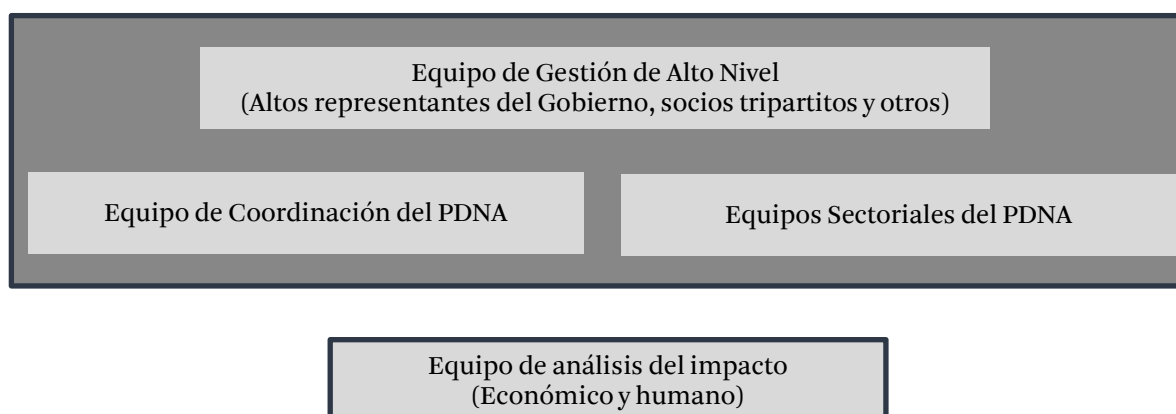 Equipo de Gestión de Alto Nivel
(Altos representantes del Gobierno, socios tripartitos y otros)
Equipo de Coordinación del PDNA
Equipos Sectoriales del PDNA
Equipo de análisis del impacto
(Económico y humano)